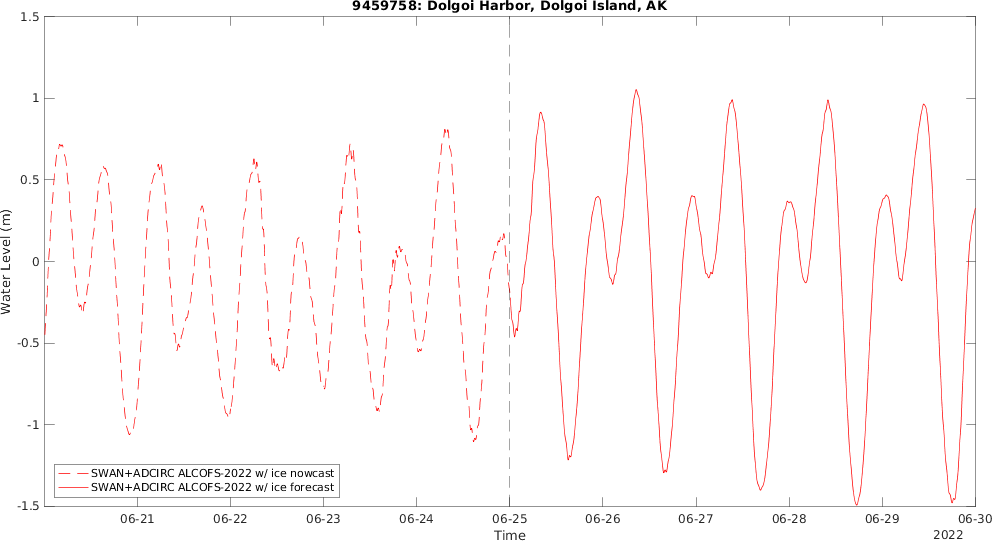 9459758: Dolgoi Harbor, Dolgoi Island, AK
1.5
1
0.5
0
-0.5
-1
-1.5
Water Level (m)
SWAN+ADCIRC ALCOFS-2022 w/ ice nowcast
SWAN+ADCIRC ALCOFS-2022 w/ ice forecast
06-21 06-22 06-23 06-24 06-25 06-26 06-27 06-28 06-29 06-30
Time
2022